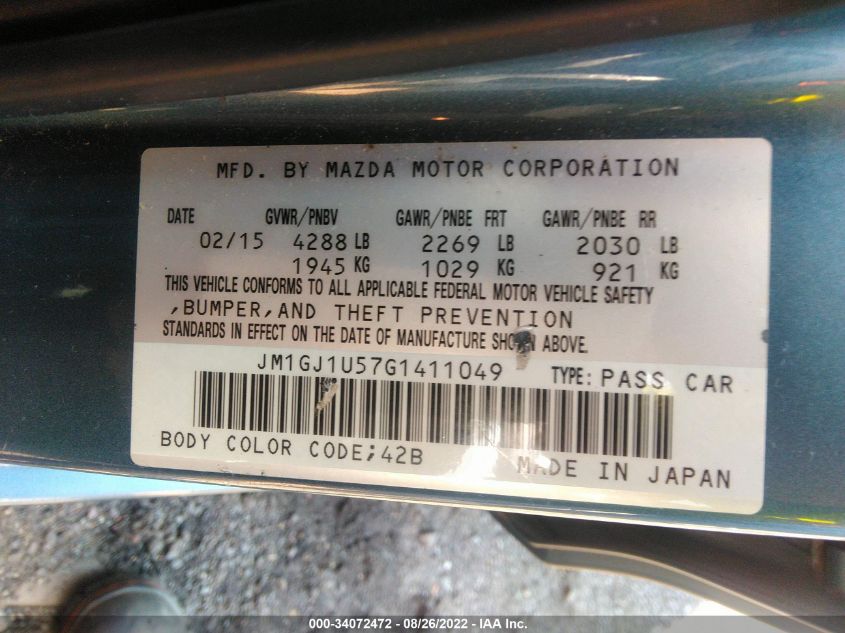 MFD. BY MAZDA MOTOR CORPORATION
DATE GVWR/PNBV GAWR/PNBE FRT GAWR/PNBE RR
02/15 4288 LB 2269 LB 2030 LB
1945 KG 1029 KG 921 KG
THIS VEHICLE CONFORMS TO ALL APPLICABLE FEDERAL MOTOR VEHICLE SAFETY
,BUMPER,AND THEFT PREVENTION
STANDARDS IN EFFECT ON THE DATE OF MANUFACTURE SHOWN ABOVE.
JM1GJ1U57G1411049 TYPE: PASS CAR
BODY COLOR CODE;42B
MADE IN JAPAN
000-34072472 - 08/26/2022 - IAA Inc.